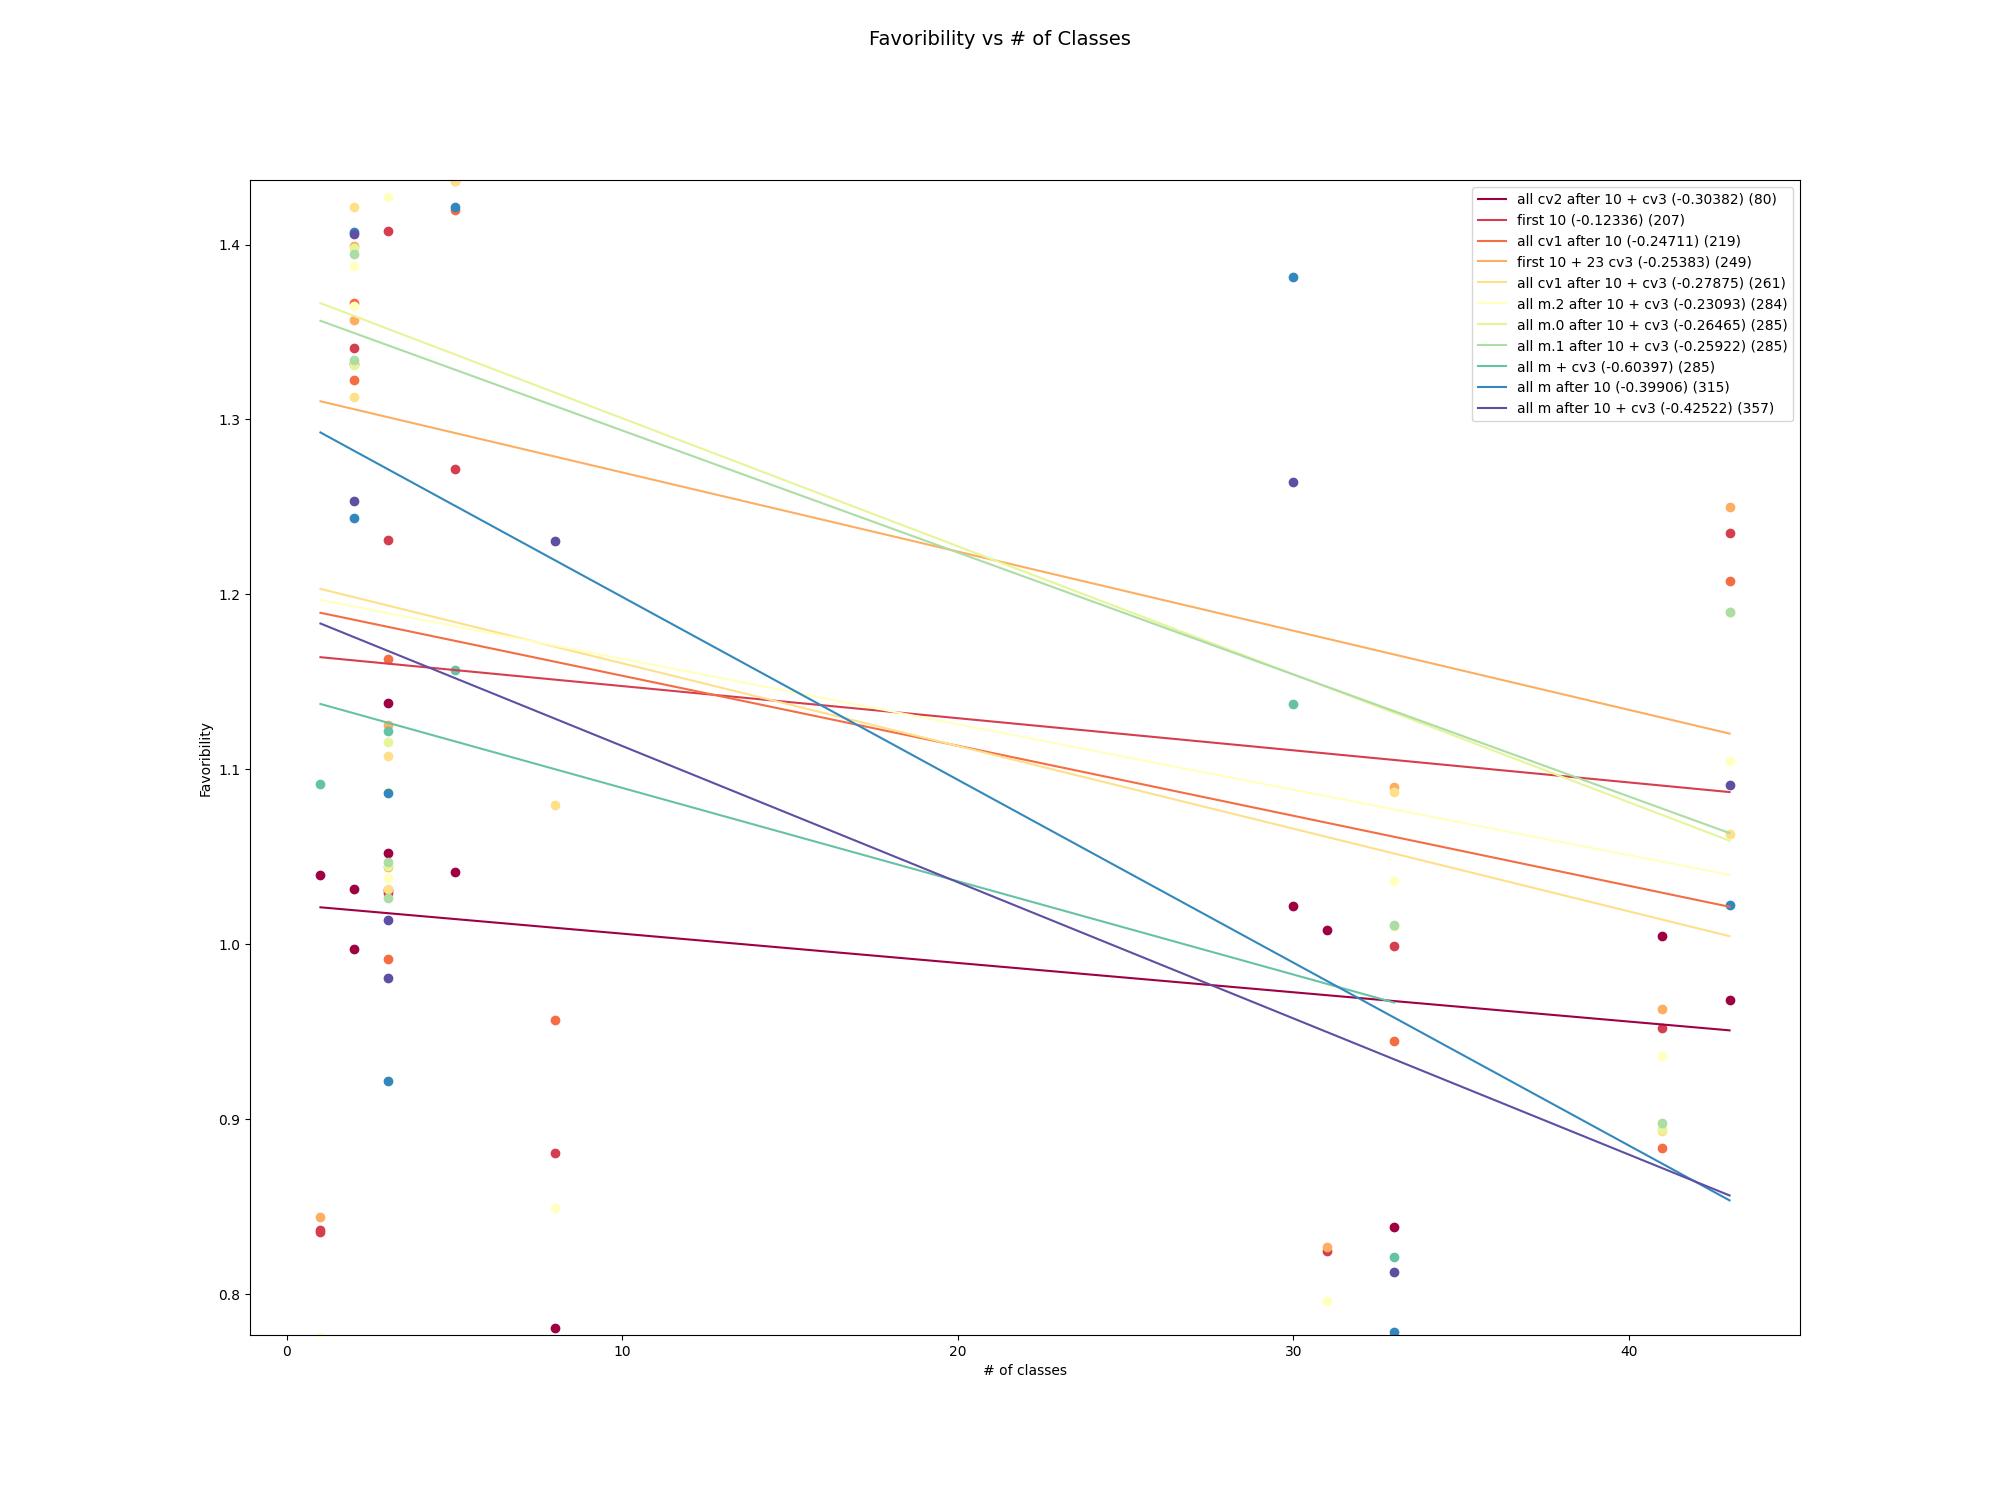 Favoribility vs # of Classes
all cv2 after 10 + cv3 (-0.30382) (80)
first 10 (-0.12336) (207)
all cv1 after 10 (-0.24711) (219)
first 10 + 23 cv3 (-0.25383) (249)
all cv1 after 10 + cv3 (-0.27875) (261)
all m.2 after 10 + cv3 (-0.23093) (284)
all m.0 after 10 + cv3 (-0.26465) (285)
all m.1 after 10 + cv3 (-0.25922) (285)
all m + cv3 (-0.60397) (285)
all m after 10 (-0.39906) (315)
all m after 10 + cv3 (-0.42522) (357)
1.4
1.3
1.2
1.1
1.0
0.9
0.8
Favoribility
0 10 20 30 40
# of classes